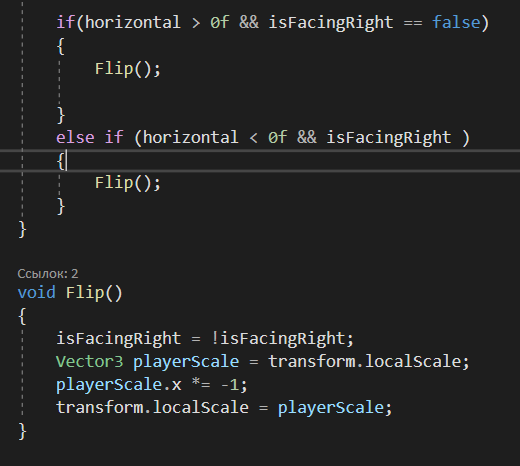 if(horizontal > 0f && isFacingRight == false)
{
Flip();
}
else if (horizontal < 0f && isFacingRight )
{
Flip();
}
}
Ссылок: 2
void Flip()
{
isFacingRight = !isFacingRight;
Vector3 playerScale = transform.localScale;
playerScale.x *= -1;
transform.localScale = playerScale;
}